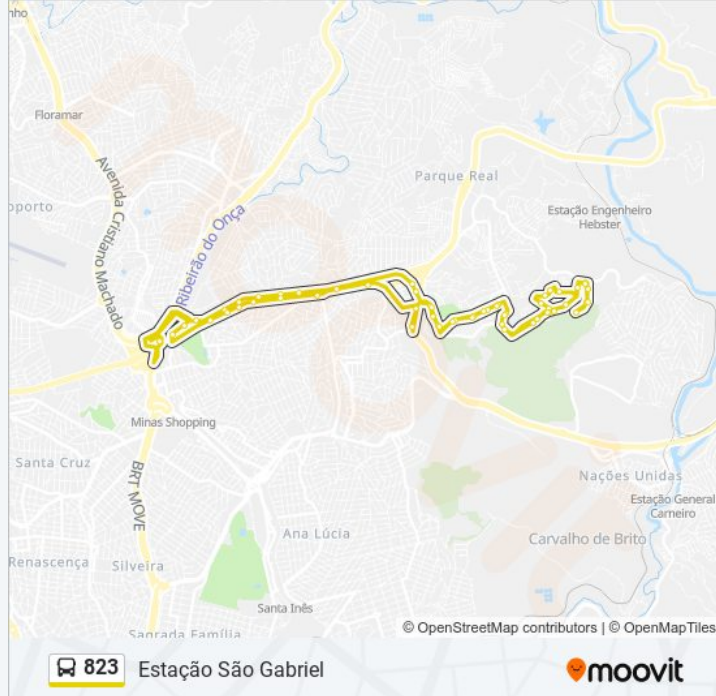 nho
Floramar
oporto
Avenida Cristiano Machado
Ribeirão do Onça
Parque Real
Estação Engenheiro
Hebster
Minas Shopping
Santa Cruz
BRT MOVE
Nações Unidas
Estação General
Carneiro
Ana Lúcia
Carvalho de Brito
Renascença
Silveira
Santa Inês
Sagrada Família
© OpenStreetMap contributors | © OpenMapTiles
823 Estação São Gabriel
moovit